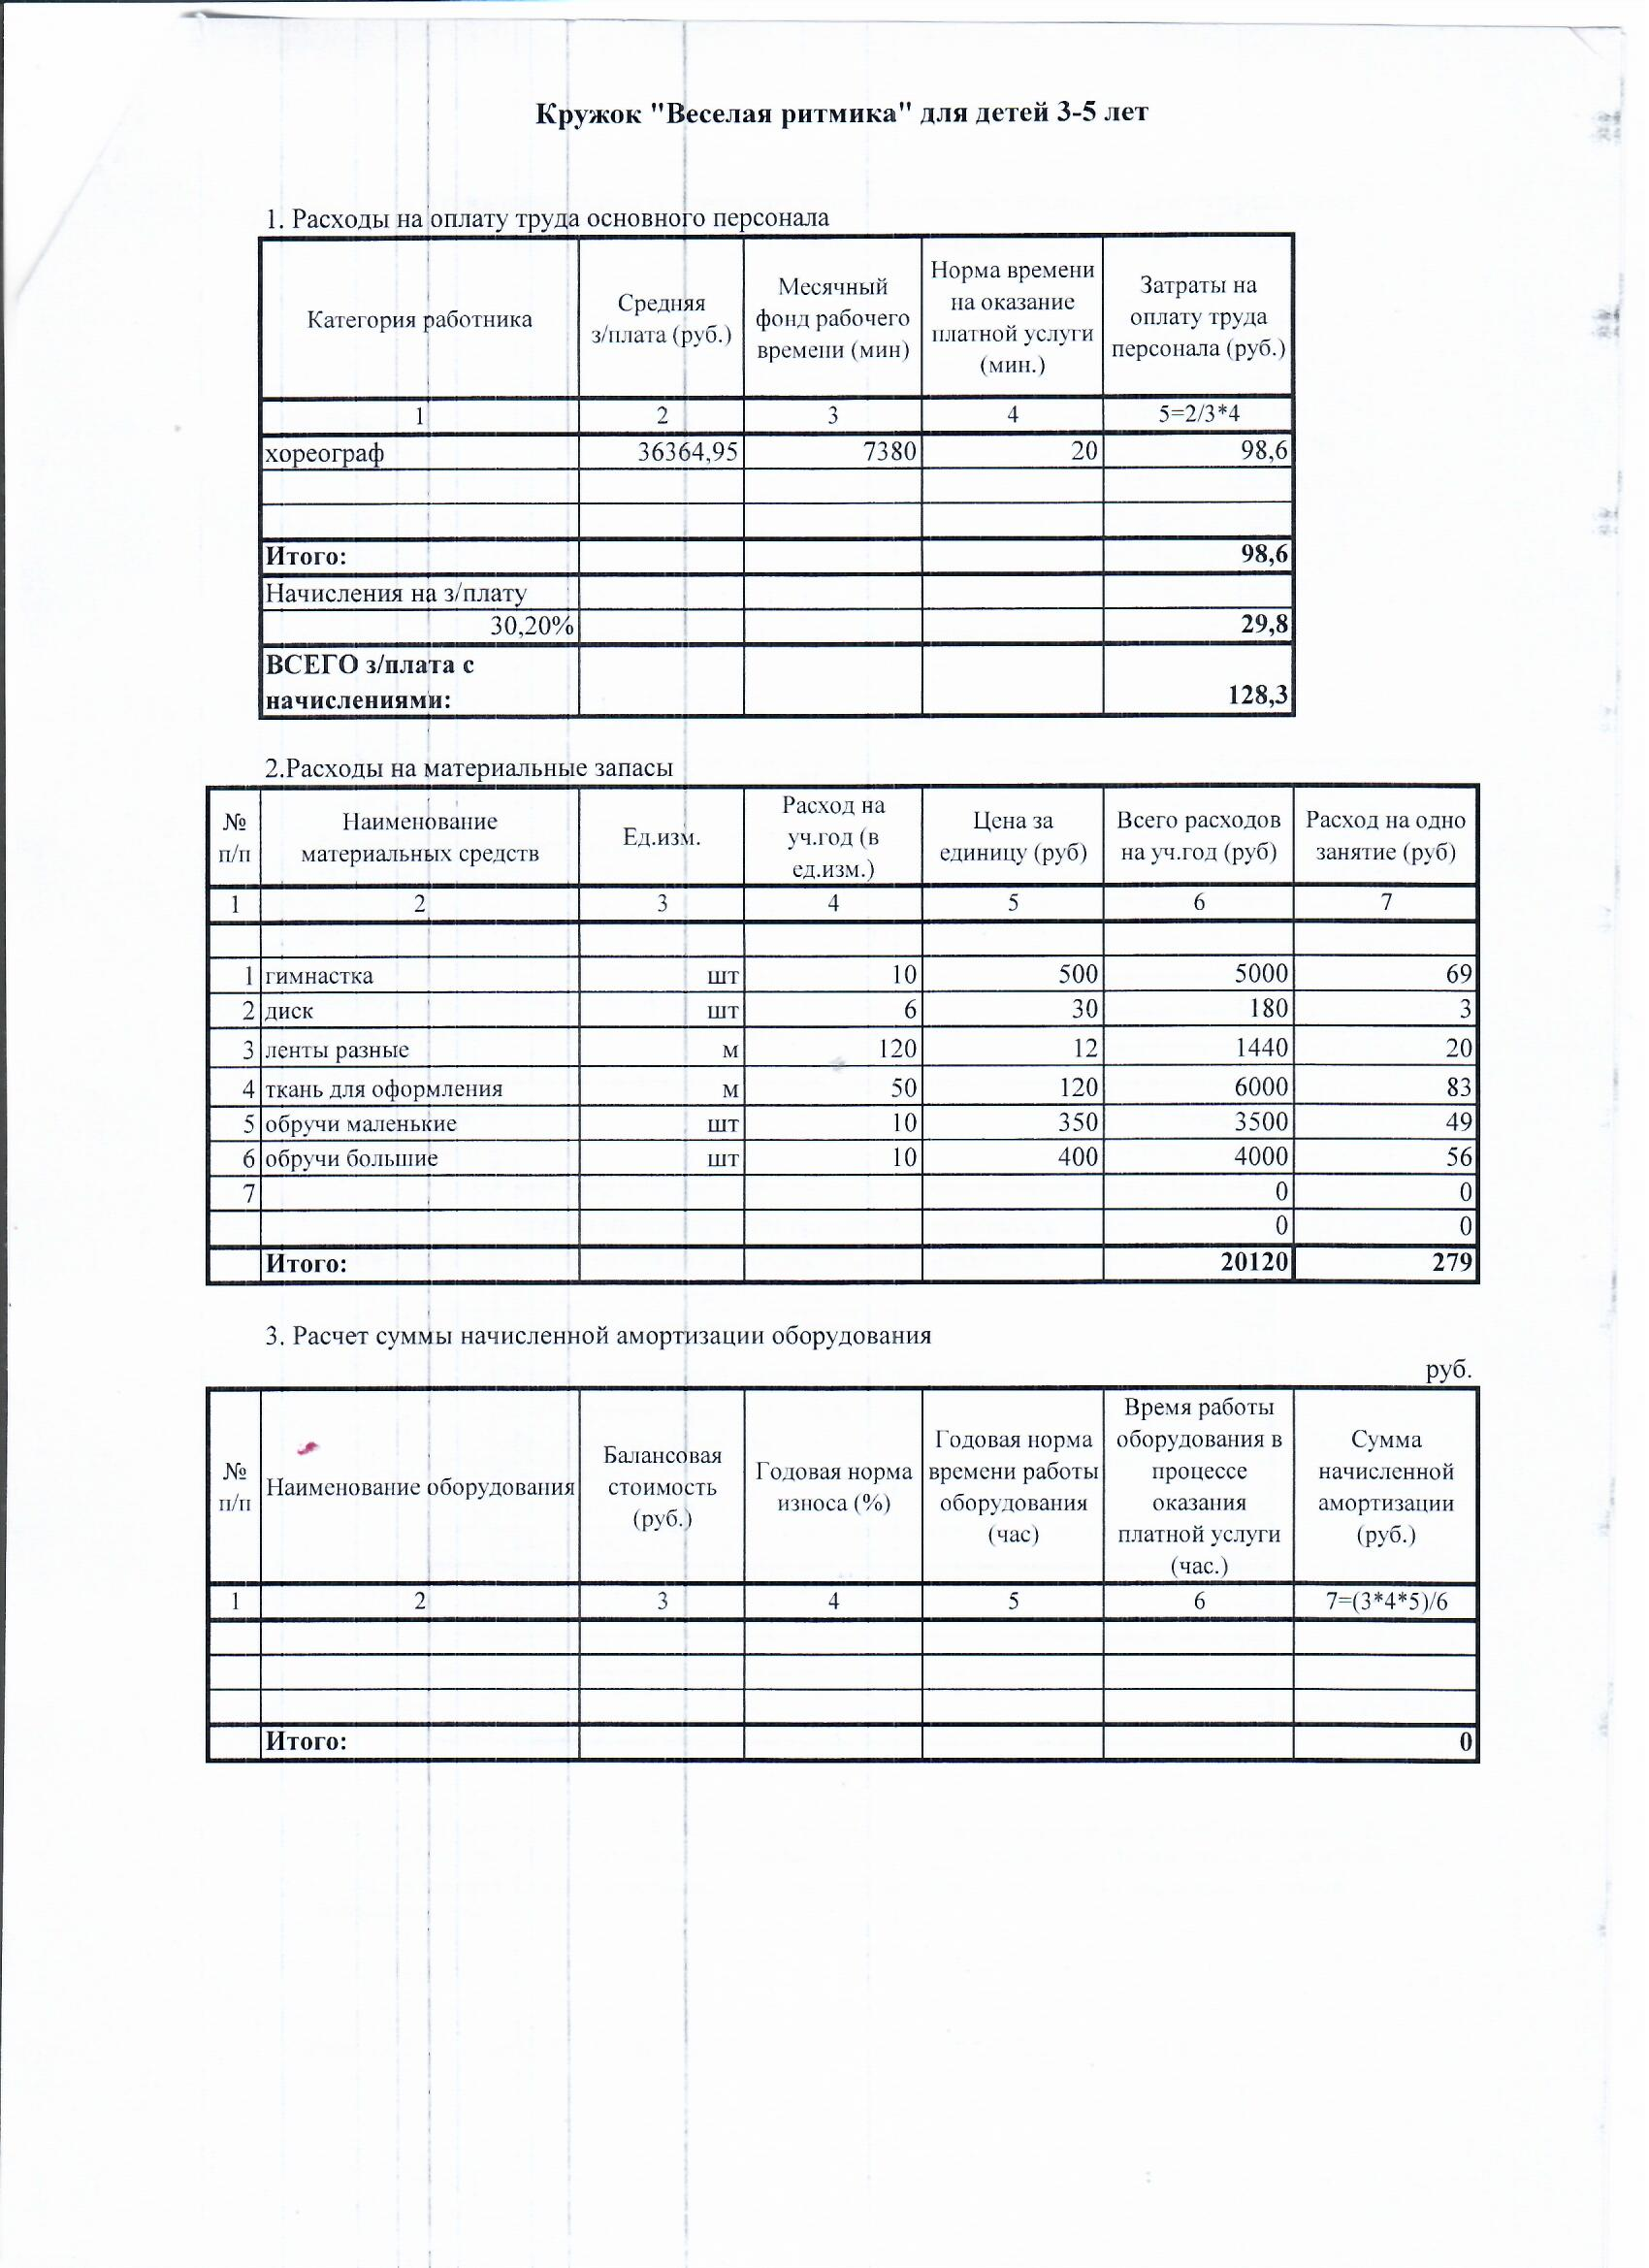 Кружок "Веселая ритмика" для детей 3-5 лет
1. Расходы на оплату труда основного персонала
Категория работника Средняя з/плата (руб.) Месячный фонд рабочего времени (мин) Норма времени на оказание платной услуги (мин.) Затраты на оплату труда персонала (руб.)
1 2 3 4 5=2/3*4
хореограф 36364,95 7380 20 98,6
Итого: 98,6
Начисления на з/плату
30,20% 29,8
ВСЕГО з/плата с
начислениями: 128,3
2.Расходы на материальные запасы
№ п/п Наименование материальных средств Ед.изм. Расход на уч.год (в ед.изм.) Цена за единицу (руб) Всего расходов на уч.год (руб) Расход на одно занятие (руб)
1 2 3 4 5 6 7
1 гимнастка шт 10 500 5000 69
2 диск шт 6 30 180 3
3 ленты разные м 120 12 1440 20
4 ткань для оформления м 50 120 6000 83
5 обручи маленькие шт 10 350 3500 49
6 обручи большие шт 10 400 4000 56
7 0 0
0 0
Итого: 20120 279
3. Расчет суммы начисленной амортизации оборудования
руб.
№ п/п Наименование оборудования Балансовая стоимость (руб.) Годовая норма износа (%) Годовая норма времени работы оборудования (час) Время работы оборудования в процессе оказания платной услуги (час.) Сумма начисленной амортизации (руб.)
1 2 3 4 5 6 7=(3*4*5)/6
Итого: 0